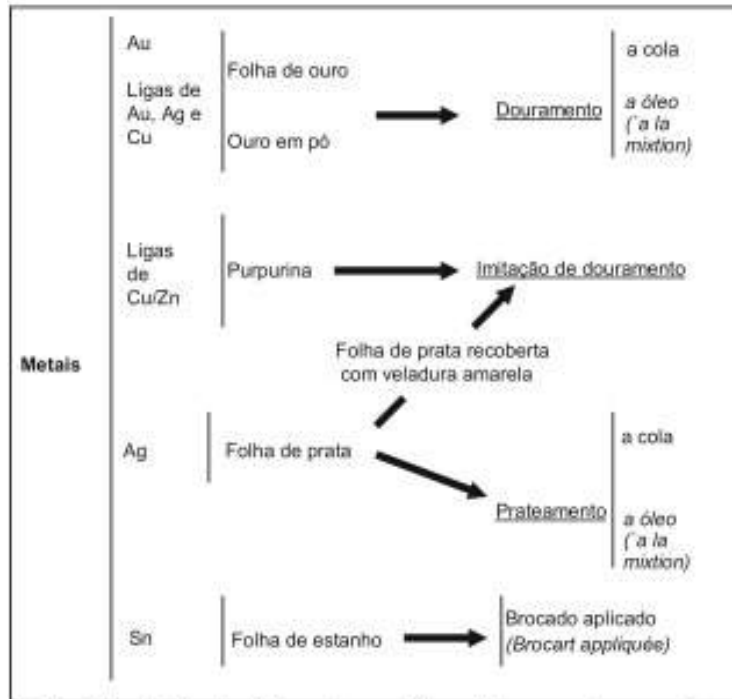 Metais
Au
Ligas de
Au, Ag e
Cu
Folha de ouro
Ouro em pó
Douramento
a cola
a óleo
(´a la
mixtion)
Ligas
de
Cu/Zn
Purpurina
Imitação de douramento
Folha de prata recoberta
com veladura amarela
Ag
Folha de prata
Prateamento
a cola
a óleo
(´a la
mixtion)
Sn
Folha de estanho
Brocado aplicado
(Brocart appliquée)